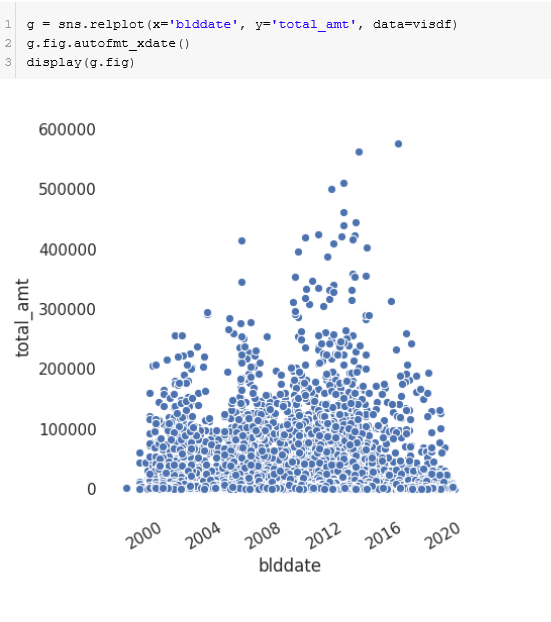 1 g = sns.relplot(x='blddate', y='total_amt', data=visdf)
2 g.fig.autofmt_xdate()
3 display(g.fig)
600000
500000
400000
300000
200000
100000
0
total_amt
2000 2004 2008 2012 2016 2020
blddate